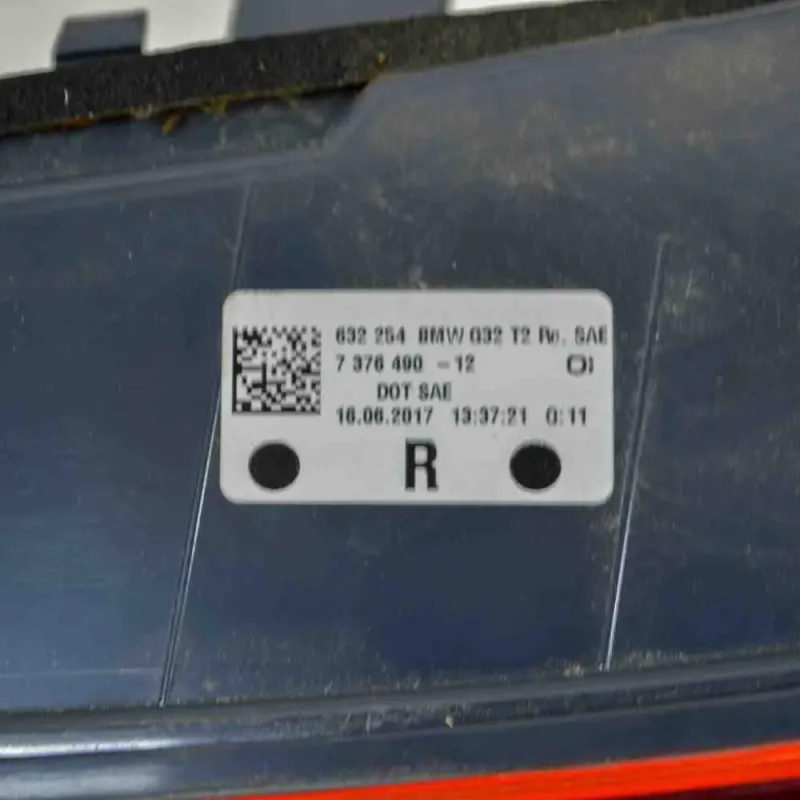 632 254 BMW G32 T2 Re. SAE
7 376 490 -12
DOT SAE
16.06.2017 13:37:21 0:11
R